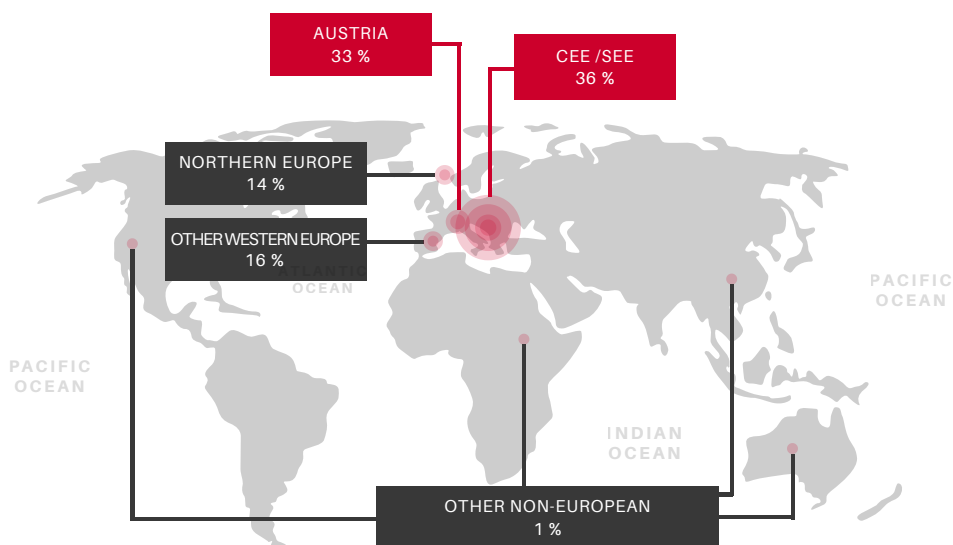 AUSTRIA
33 %
CEE /SEE
36 %
NORTHERN EUROPE
14 %
OTHER WESTERN EUROPE
16 %
ATLANTIC
OCEAN
PACIFIC
OCEAN
PACIFIC
OCEAN
INDIAN
OCEAN
OTHER NON-EUROPEAN
1 %